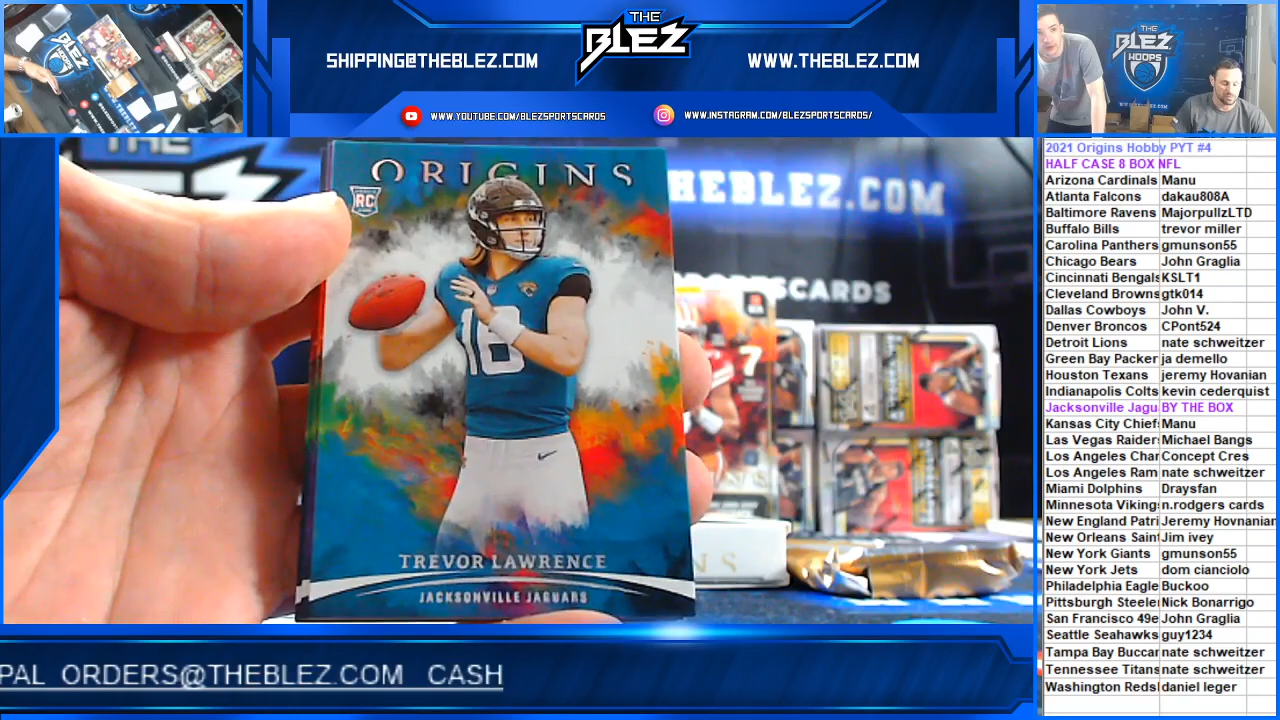 THE
BLEZ
SHIPPING@THEBLEZ.COM
WWW.THEBLEZ.COM
WWW.YOUTUBE.COM/BLEZSPORTSCARDS
WWW.INSTAGRAM.COM/BLEZSPORTSCARDS/
THE
BLEZ
HOOPS
THE
HEBLEZ.COM
SPORTSCARDS
ORIGINS
RC
18
7
TREVOR LAWRENCE
JACKSONVILLE JAGUARS
PAL ORDERS@THEBLEZ.COM CASH
2021 Origins Hobby PYT #4
HALF CASE 8 BOX NFL
Arizona Cardinals Manu
Atlanta Falcons dakau808A
Baltimore Ravens MajorpullzLTD
Buffalo Bills trevor miller
Carolina Panthers gmunson55
Chicago Bears John Graglia
Cincinnati Bengals KSLT1
Cleveland Browns gtk014
Dallas Cowboys John V.
Denver Broncos CPont524
Detroit Lions nate schweitzer
Green Bay Packer ja demello
Houston Texans jeremy Hovanian
Indianapolis Colts kevin cederquist
Jacksonville Jagu BY THE BOX
Kansas City Chief Manu
Las Vegas Raider Michael Bangs
Los Angeles Char Concept Cres
Los Angeles Ram nate schweitzer
Miami Dolphins Draysfan
Minnesota Viking n.rodgers cards
New England Patri Jeremy Hovnanian
New Orleans Saint Jim ivey
New York Giants gmunson55
New York Jets dom cianciolo
Philadelphia Eagle Buckoo
Pittsburgh Steele Nick Bonarrigo
San Francisco 49e John Graglia
Seattle Seahawks guy1234
Tampa Bay Buccar nate schweitzer
Tennessee Titans nate schweitzer
Washington Reds daniel leger